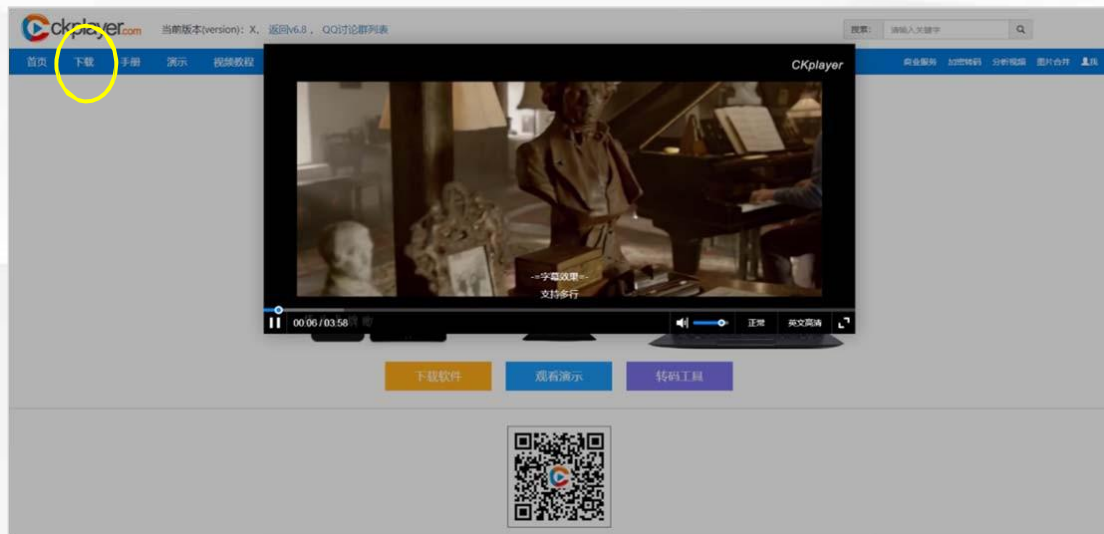 ckplayer.com 当前版本(version)：X， 返回v6.8 ， QQ讨论群列表 搜索： 请输入关键字
首页 下载 手册 演示 视频教程 商业服务 加密转码 分析视频 图片合并 我
CKplayer
-=字幕效果=-
支持多行
00:06 / 03:58 正常 英文高清
下载软件 观看演示 转码工具